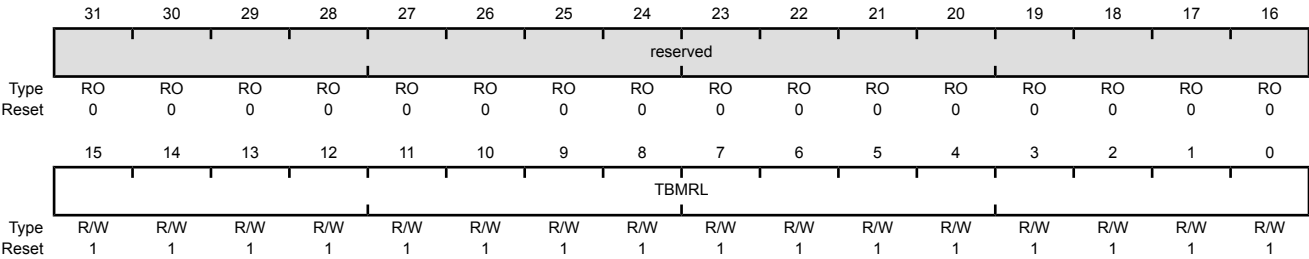 31 30 29 28 27 26 25 24 23 22 21 20 19 18 17 16
reserved
Type RO RO RO RO RO RO RO RO RO RO RO RO RO RO RO RO
Reset 0 0 0 0 0 0 0 0 0 0 0 0 0 0 0 0
15 14 13 12 11 10 9 8 7 6 5 4 3 2 1 0
TBMRL
Type R/W R/W R/W R/W R/W R/W R/W R/W R/W R/W R/W R/W R/W R/W R/W R/W
Reset 1 1 1 1 1 1 1 1 1 1 1 1 1 1 1 1